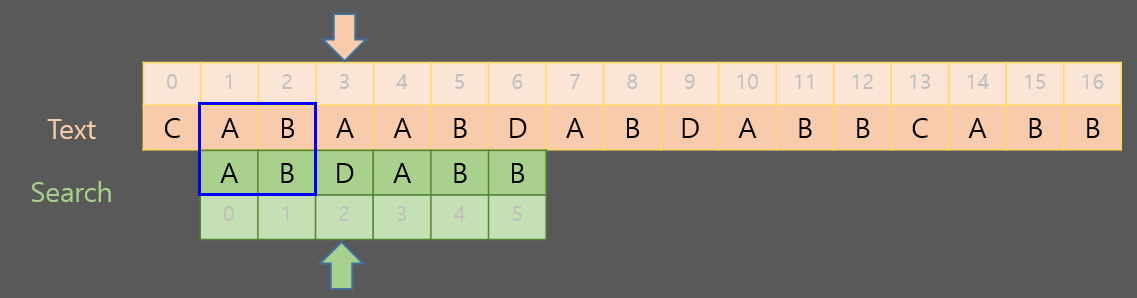 0 1 2 3 4 5 6 7 8 9 10 11 12 13 14 15 16
Text C A B A A B D A B D A B B C A B B
Search A B D A B B
0 1 2 3 4 5